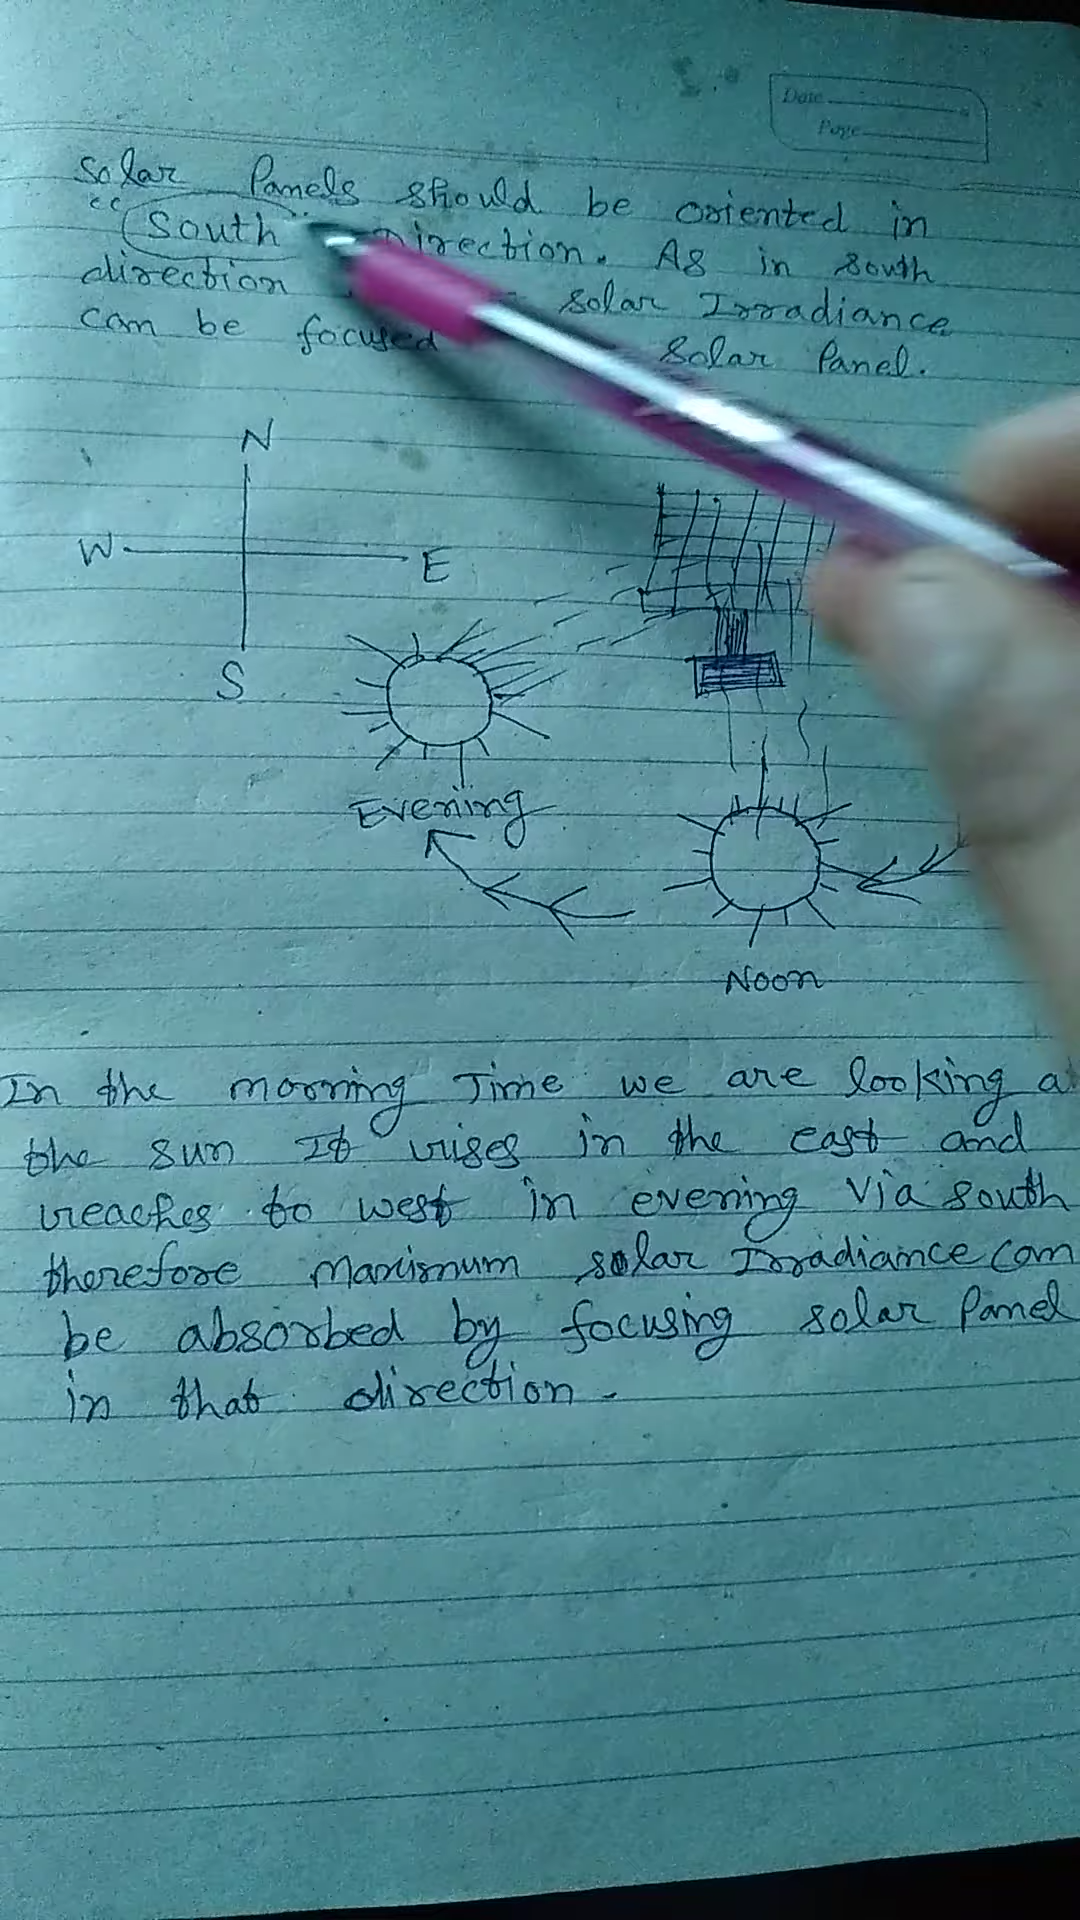 Date
Page
Solar Panels should be oriented in
"South" Direction. As in south
direction solar Irradiance
can be focused solar Panel.
N
W E
S
Evening
Noon
In the morning Time we are looking a
the sun It rises in the east and
reaches to west in evening via south
therefore maximum solar Irradiance can
be absorbed by focusing solar Panel
in that direction.